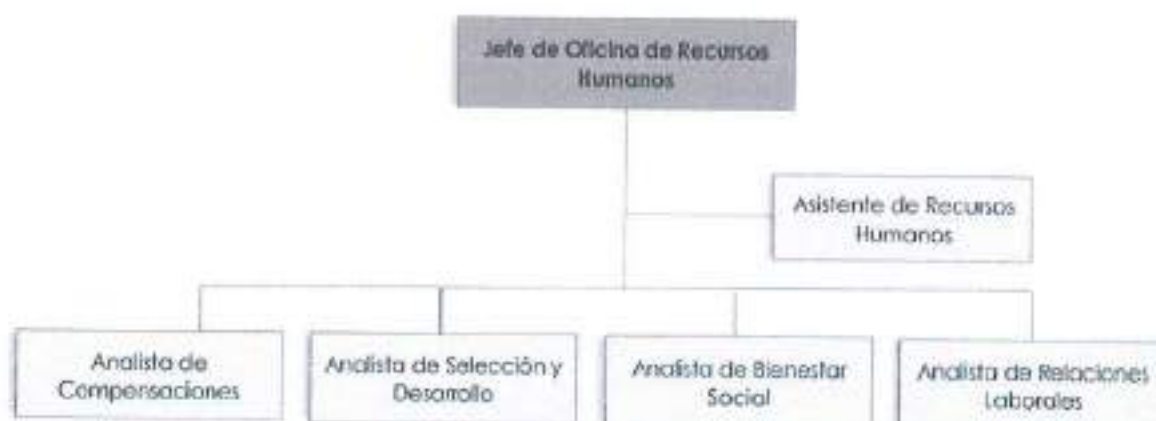 Jefe de Oficina de Recursos
Humanos
Asistente de Recursos
Humanos
Analista de
Compensaciones
Analista de Selección y
Desarrollo
Analista de Bienestar
Social
Analista de Relaciones
Laborales